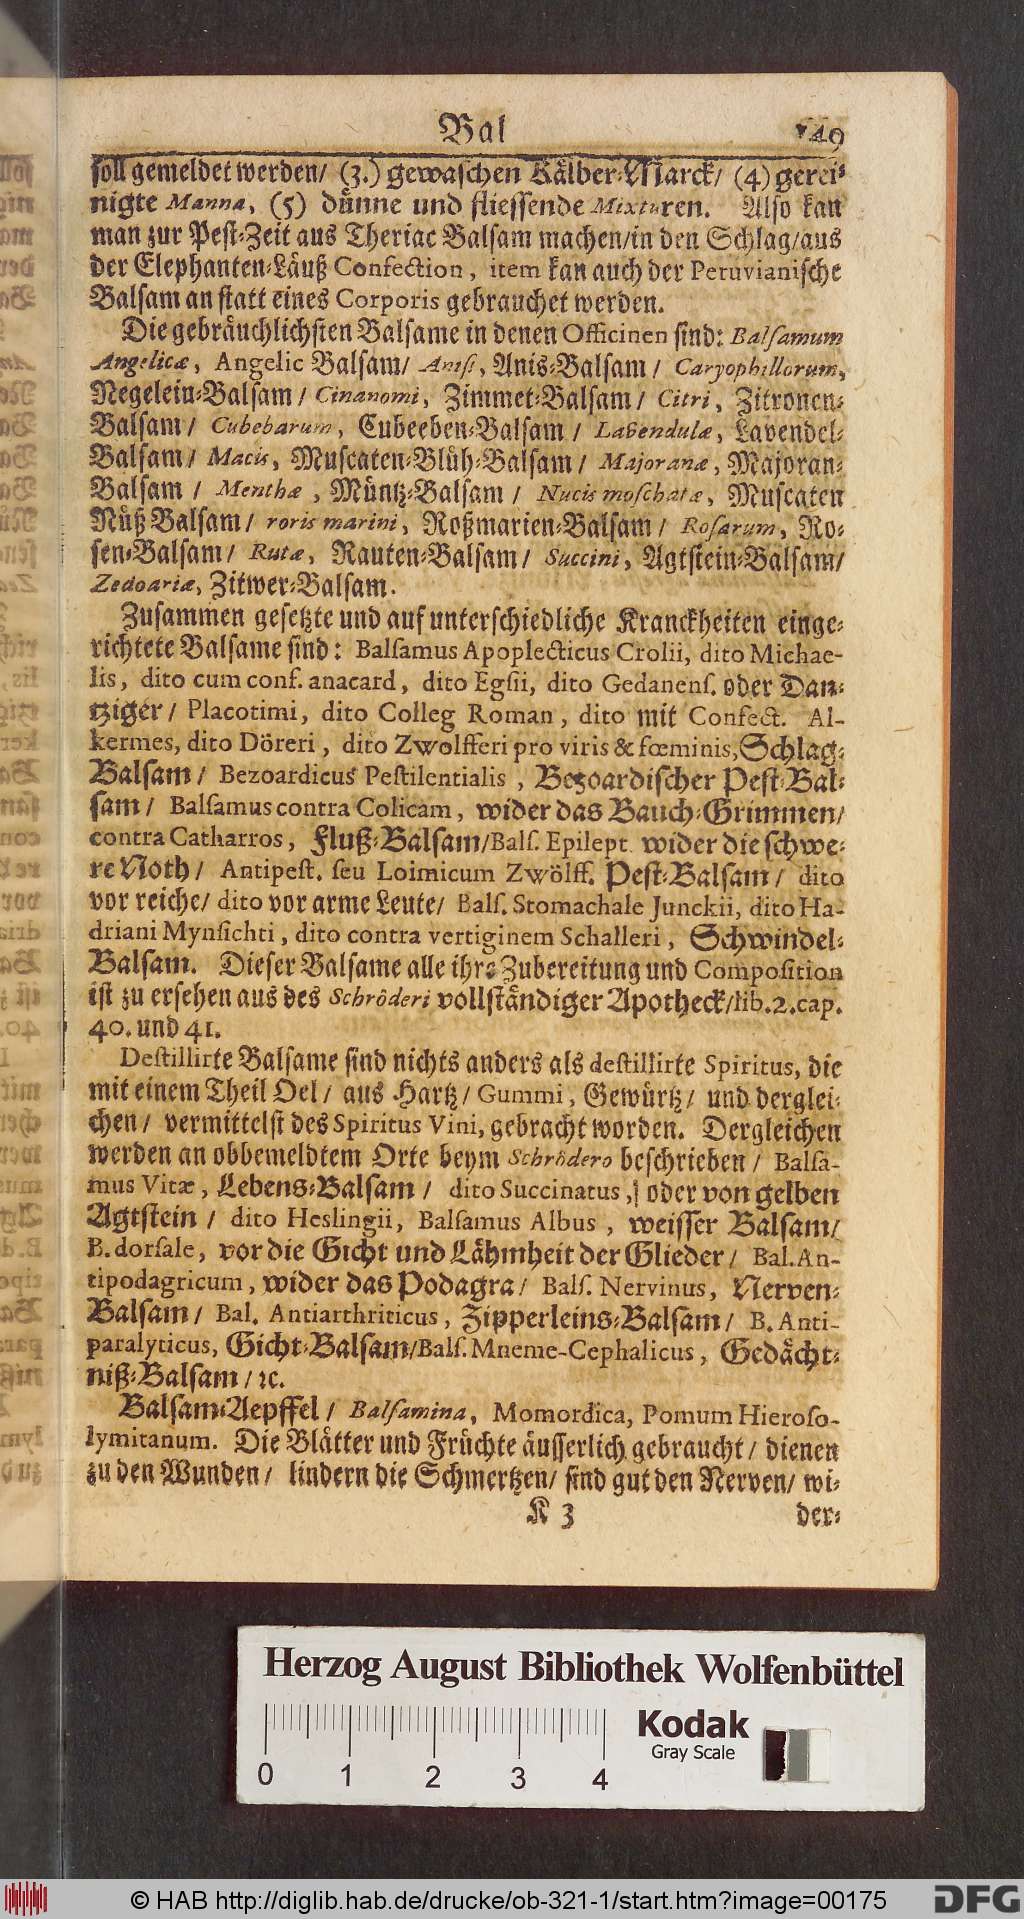 Bal 149
soll gemeldet werden/ (3.) gewaschen Kälber-Marck/ (4) gerei-
nigte Manna, (5) dünne und fliessende Mixturen. Also kan
man zur Pest-Zeit aus Theriac Balsam machen/in den Schlag/aus
der Elephanten-Läuß Confection, item kan auch der Peruvianische
Balsam an statt eines Corporis gebrauchet werden.
Die gebräuchlichsten Balsame in denen Officinen sind: Balsamum
Angelicæ, Angelic Balsam/ Anisi, Anis-Balsam/ Caryophillorum,
Negelein-Balsam/ Cinanomi, Zimmet-Balsam/ Citri, Zitronen-
Balsam/ Cubebarum, Cubeeben-Balsam/ Lavendulæ, Lavendel-
Balsam/ Macis, Muscaten-Blüh-Balsam/ Majoranæ, Majoran-
Balsam/ Menthæ, Müntz-Balsam/ Nucis moschatæ, Muscaten
Nüß Balsam/ roris marini, Roßmarien-Balsam/ Rosarum, Ro-
sen-Balsam/ Rutæ, Rauten-Balsam/ Succini, Agtstein-Balsam/
Zedoariæ, Zitwer-Balsam.
Zusammen gesetzte und auf unterschiedliche Kranckheiten einge-
richtete Balsame sind: Balsamus Apoplecticus Crolii, dito Michae-
lis, dito cum conf. anacard, dito Egsii, dito Gedanens. oder Dan-
tziger/ Placotimi, dito Colleg Roman, dito mit Confect. Al-
kermes, dito Döreri, dito Zwolfferi pro viris & fœminis, Schlag-
Balsam/ Bezoardicus Pestilentialis, Bezoardischer Pest-Bal-
sam/ Balsamus contra Colicam, wider das Bauch-Grimmen/
contra Catharros, Fluß-Balsam/Bals. Epilept wider die schwe-
re Noth/ Antipest. seu Loimicum Zwölff. Pest-Balsam/ dito
vor reiche/ dito vor arme Leute/ Bals. Stomachale Junckii, dito Ha-
driani Mynsichti, dito contra vertiginem Schalleri, Schwindel-
Balsam. Dieser Balsame alle ihre Zubereitung und Composition
ist zu ersehen aus des Schröderi vollständiger Apotheck/lib.2.cap.
40. und 41.
Destillirte Balsame sind nichts anders als destillirte Spiritus, die
mit einem Theil Oel/ aus Hartz/ Gummi, Gewürtz/ und derglei-
chen/ vermittelst des Spiritus Vini, gebracht worden. Dergleichen
werden an obbemeldtem Orte beym Schrödero beschrieben/ Balsa-
mus Vitæ, Lebens-Balsam/ dito Succinatus, oder von gelben
Agtstein/ dito Heslingii, Balsamus Albus, weisser Balsam/
B. dorsale, vor die Gicht und Lähmheit der Glieder/ Bal. An-
tipodagricum, wider das Podagra/ Bals. Nervinus, Nerven-
Balsam/ Bal. Antiarthriticus, Zipperleins-Balsam/ B. Anti-
paralyticus, Gicht-Balsam/Bals. Mneme-Cephalicus, Gedächt-
niß-Balsam/ ꝛc.
Balsam-Aepffel/ Balsamina, Momordica, Pomum Hieroso-
lymitanum. Die Blätter und Früchte äusserlich gebraucht/ dienen
zu den Wunden/ lindern die Schmertzen/ sind gut den Nerven/ wi-
K 3 der-
Herzog August Bibliothek Wolfenbüttel
0 1 2 3 4
Kodak
Gray Scale
© HAB http://diglib.hab.de/drucke/ob-321-1/start.htm?image=00175
DFG